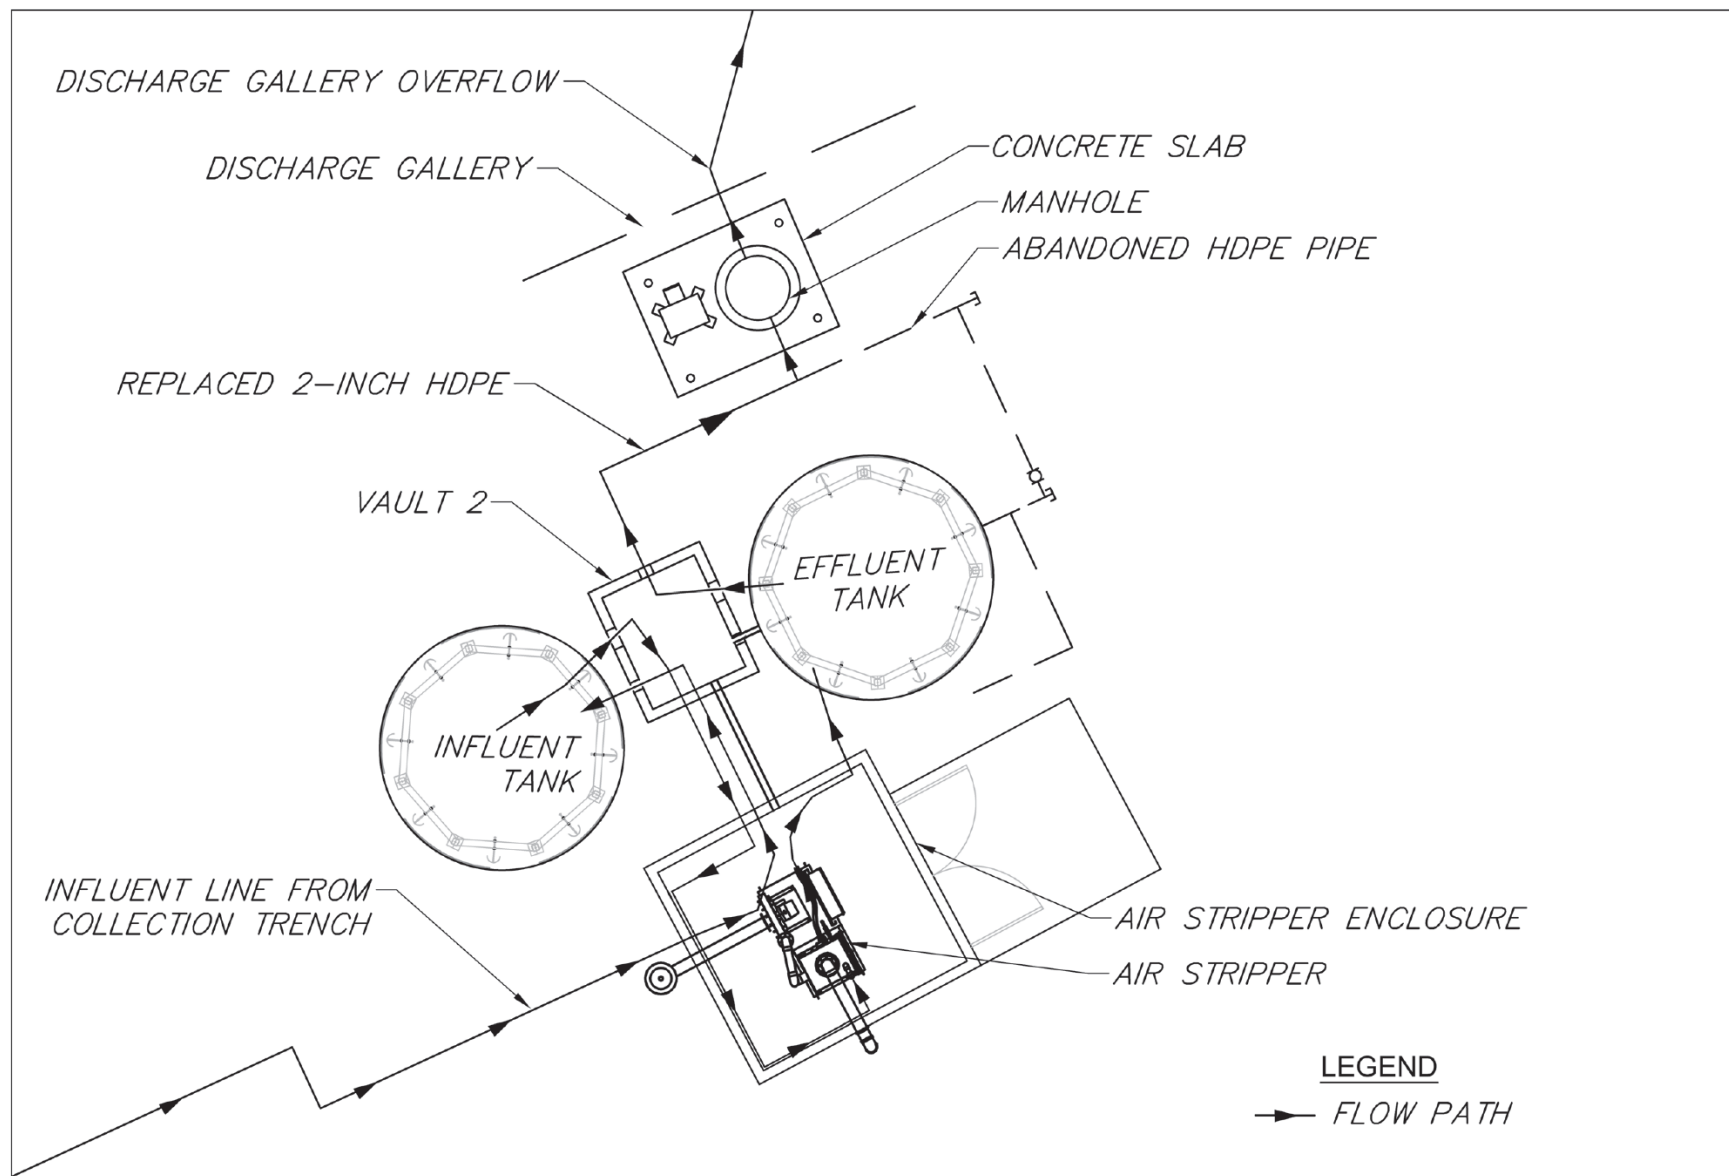 DISCHARGE GALLERY OVERFLOW
DISCHARGE GALLERY
CONCRETE SLAB
MANHOLE
ABANDONED HDPE PIPE
REPLACED 2-INCH HDPE
VAULT 2
EFFLUENT
TANK
INFLUENT
TANK
INFLUENT LINE FROM
COLLECTION TRENCH
AIR STRIPPER ENCLOSURE
AIR STRIPPER
LEGEND
FLOW PATH